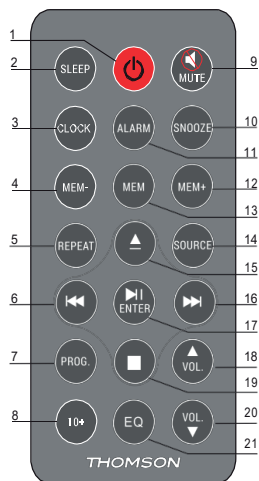 1
2 SLEEP MUTE 9
3 CLOCK ALARM SNOOZE 10
11
4 MEM- MEM MEM+ 12
13
5 REPEAT SOURCE 14
15
6 ENTER 16
17
7 PROG. VOL. 18
19
8 10+ EQ VOL. 20
21
THOMSON